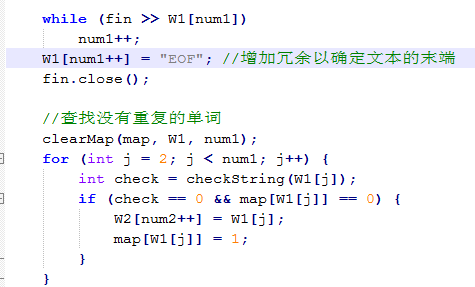 while (fin >> W1[num1])
num1++;
W1[num1++] = "EOF"; //增加冗余以确定文本的末端
fin.close();
//查找没有重复的单词
clearMap(map, W1, num1);
for (int j = 2; j < num1; j++) {
int check = checkString(W1[j]);
if (check == 0 && map[W1[j]] == 0) {
W2[num2++] = W1[j];
map[W1[j]] = 1;
}
}